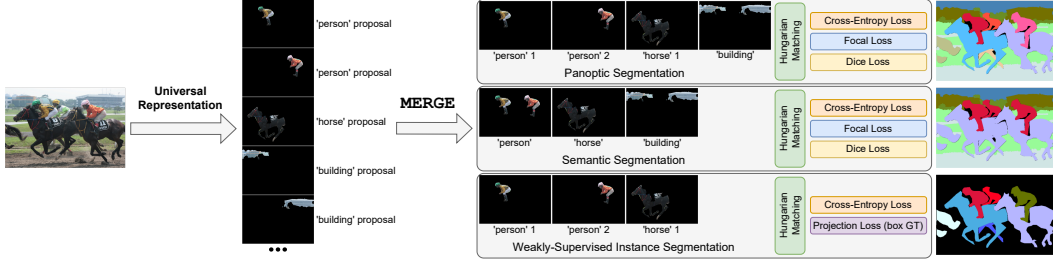 Universal
Representation
'person' proposal
'person' proposal
'horse' proposal
'building' proposal
'building' proposal
MERGE
'person' 1
'person' 2
'horse' 1
'building'
Panoptic Segmentation
Hungarian
Matching
Cross-Entropy Loss
Focal Loss
Dice Loss
'person'
'horse'
'building'
Semantic Segmentation
Hungarian
Matching
Cross-Entropy Loss
Focal Loss
Dice Loss
'person' 1
'person' 2
'horse' 1
Weakly-Supervised Instance Segmentation
Hungarian
Matching
Cross-Entropy Loss
Projection Loss (box GT)